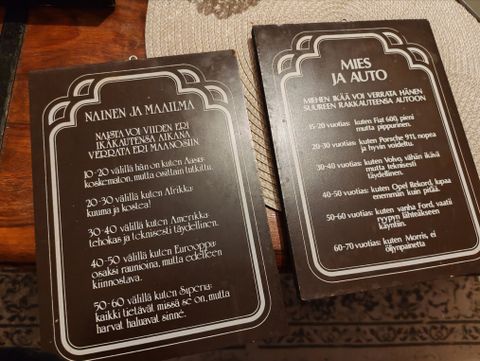 NAINEN JA MAAILMA
NAISTA VOI VIIDEN ERI
IKÄKAUTENSA AIKANA
VERRATA ERI MAANOSIIN.
10-20 välillä hän on kuten Aasia:
koskematon, mutta osittain tutkittu.
20-30 välillä kuten Afrikka:
kuuma ja kostea!
30-40 välillä kuten Amerikka:
tehokas ja teknisesti täydellinen.
40-50 välillä kuten Eurooppa:
osaksi rauniona, mutta edelleen
kiinnostava.
50-60 välillä kuten Siperia:
kaikki tietävät missä se on, mutta
harvat haluavat sinne.
MIES
JA AUTO
MIEHEN IKÄÄ VOI VERRATA HÄNEN
SUUREEN RAKKAUTEENSA AUTOON
15-20 vuotias: kuten Fiat 600, pieni
mutta pippurinen.
20-30 vuotias: kuten Porsche 911, nopea
ja hyvin voideltu.
30-40 vuotias: kuten Volvo, vähän ikävä
mutta teknisesti
täydellinen.
40-50 vuotias: kuten Opel Rekord, lupaa
enemmän kuin pitää.
50-60 vuotias: kuten vanha Ford, vaatii
ryypyn lähteäkseen
käyntiin.
60-70 vuotias: kuten Morris, ei
öljynpainetta